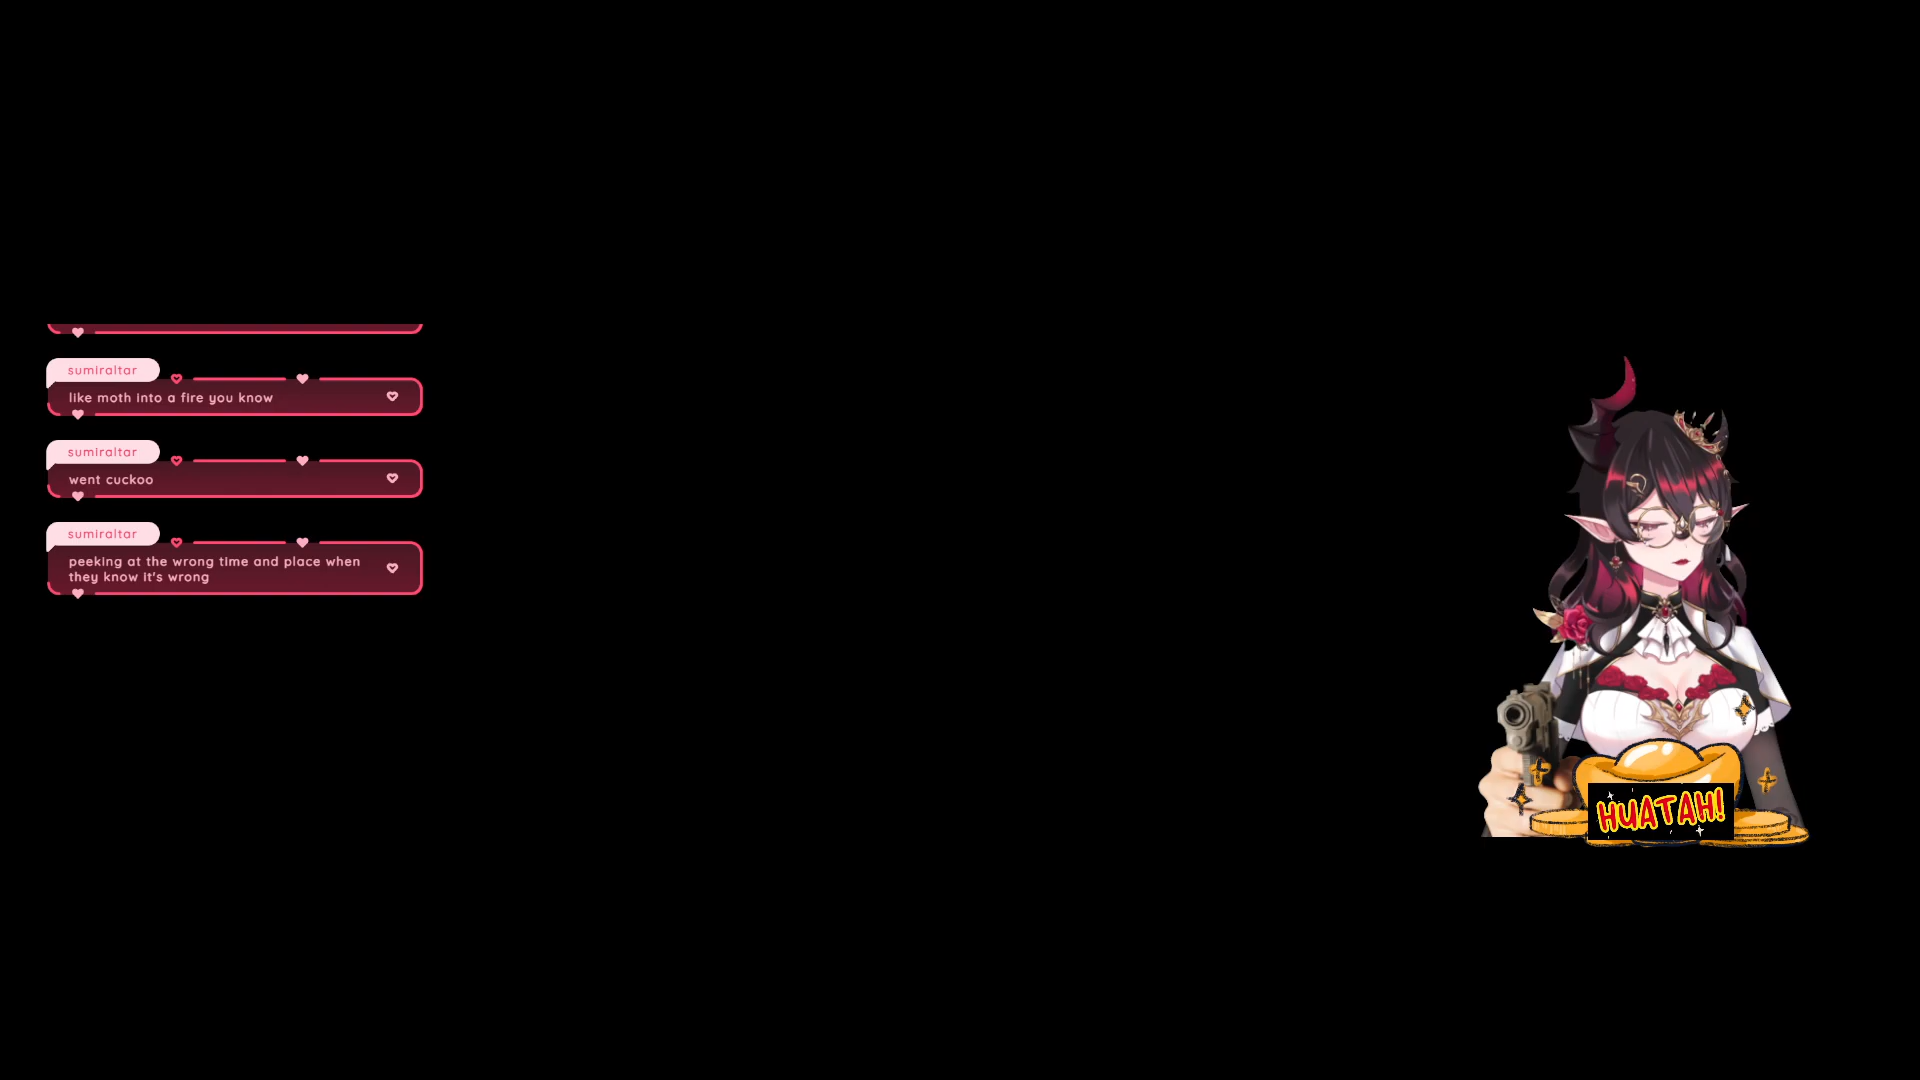 sumiraltar
like moth into a fire you know
sumiraltar
went cuckoo
sumiraltar
peeking at the wrong time and place when
they know it's wrong
HUATAH!